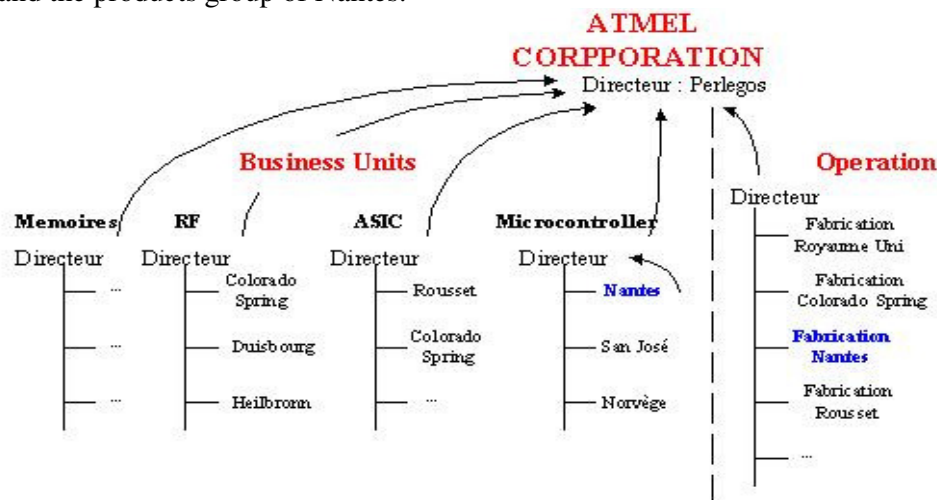 and the products group of Nantes.
ATMEL
CORPPORATION
Directeur : Perlegos
Business Units
Operation
Memoires
RF
ASIC
Microcontroller
Directeur
Directeur
Directeur
Directeur
Directeur
...
...
...
Colorado
Spring
Duisbourg
Heilbronn
Rousset
Colorado
Spring
...
Nantes
San José
Norvège
Fabrication
Royaume Uni
Fabrication
Colorado Spring
Fabrication
Nantes
Fabrication
Rousset
...